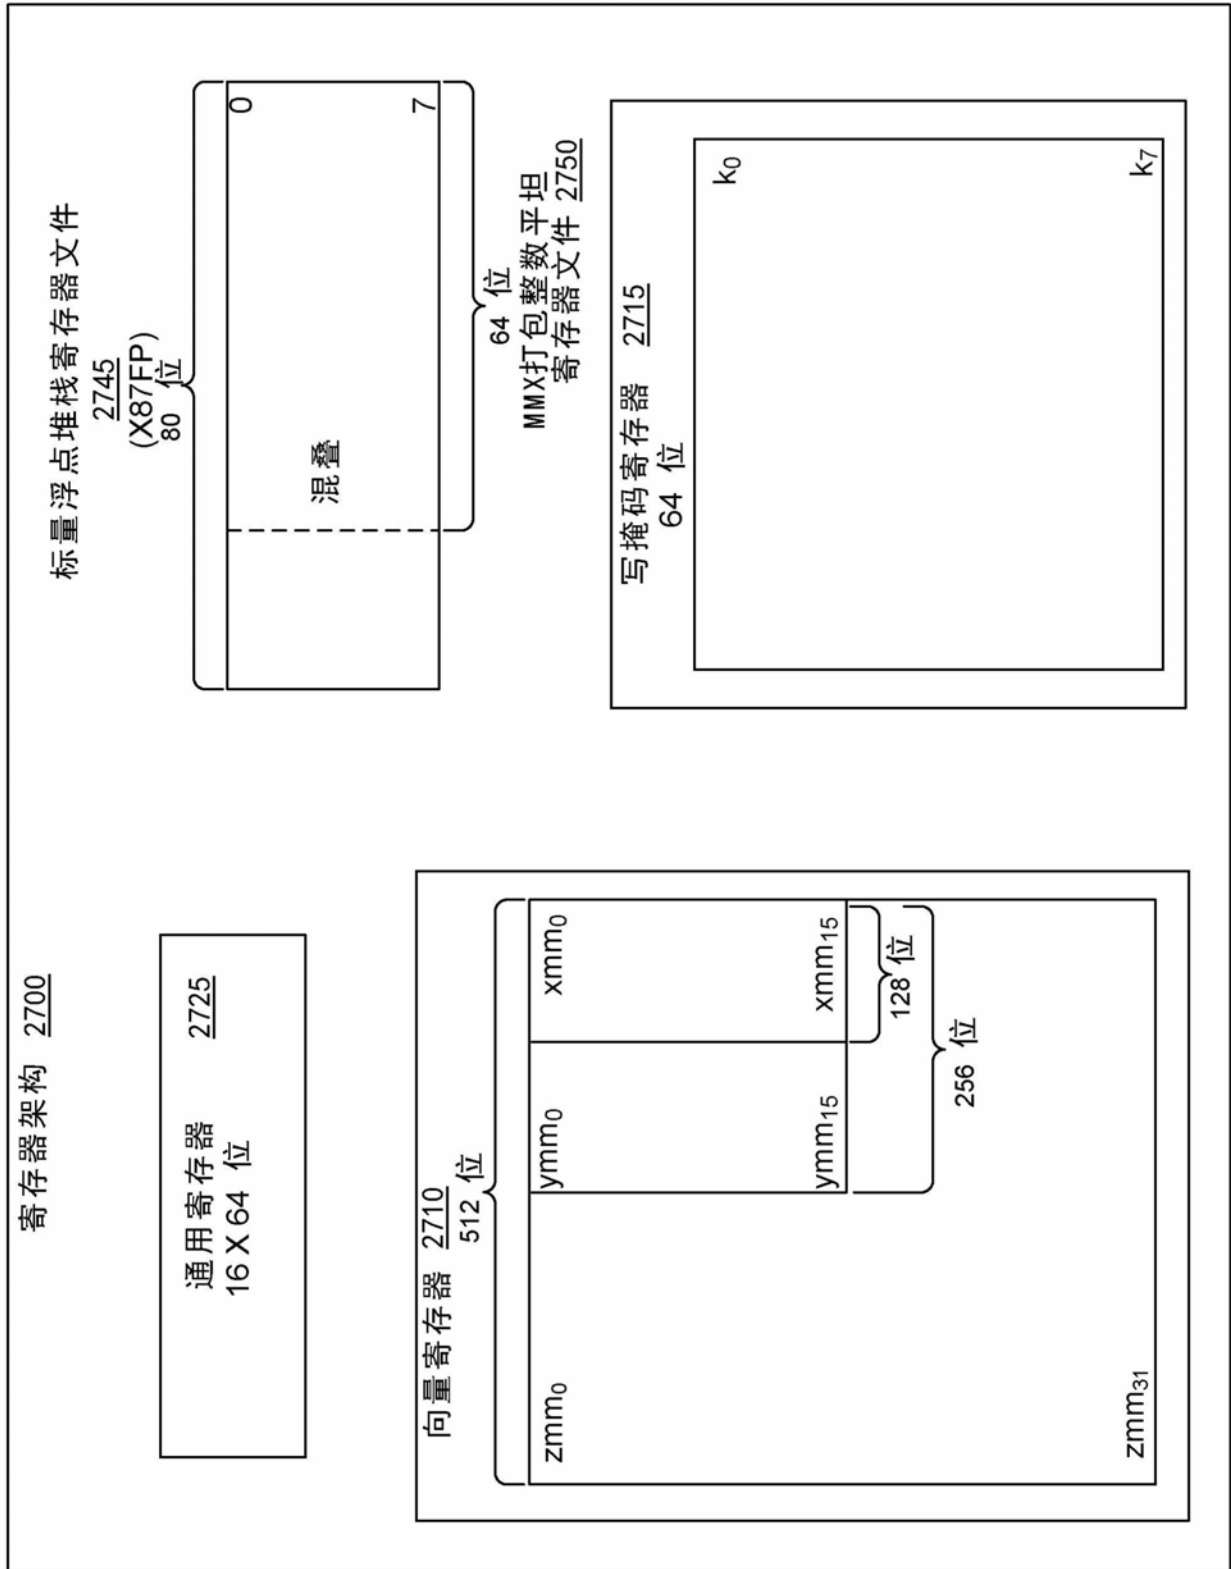 寄存器架构 2700
通用寄存器 2725
16 X 64 位
向量寄存器 2710
512 位
zmm0
ymm0
xmm0
ymm15
xmm15
128 位
256 位
zmm31
标量浮点堆栈寄存器文件
2745
(X87FP)
80 位
0
混叠
7
64 位
MMX打包整数平坦
寄存器文件 2750
写掩码寄存器 2715
64 位
k0
k7